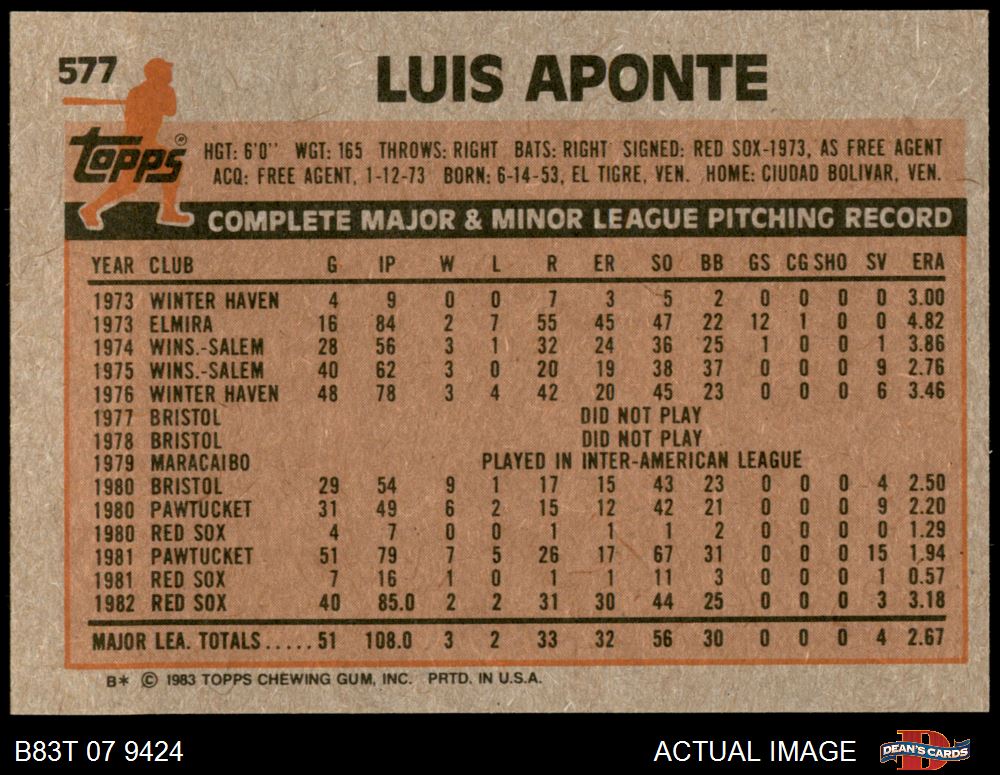 577
LUIS APONTE
Topps®
HGT: 6'0" WGT: 165 THROWS: RIGHT BATS: RIGHT SIGNED: RED SOX-1973, AS FREE AGENT
ACQ: FREE AGENT, 1-12-73 BORN: 6-14-53, EL TIGRE, VEN. HOME: CIUDAD BOLIVAR, VEN.
COMPLETE MAJOR & MINOR LEAGUE PITCHING RECORD
YEAR CLUB G IP W L R ER SO BB GS CG SHO SV ERA
1973 WINTER HAVEN 4 9 0 0 7 3 5 2 0 0 0 0 3.00
1973 ELMIRA 16 84 2 7 55 45 47 22 12 1 0 0 4.82
1974 WINS.-SALEM 28 56 3 1 32 24 36 25 1 0 0 1 3.86
1975 WINS.-SALEM 40 62 3 0 20 19 38 37 0 0 0 9 2.76
1976 WINTER HAVEN 48 78 3 4 42 20 45 23 0 0 0 6 3.46
1977 BRISTOL DID NOT PLAY
1978 BRISTOL DID NOT PLAY
1979 MARACAIBO PLAYED IN INTER-AMERICAN LEAGUE
1980 BRISTOL 29 54 9 1 17 15 43 23 0 0 0 4 2.50
1980 PAWTUCKET 31 49 6 2 15 12 42 21 0 0 0 9 2.20
1980 RED SOX 4 7 0 0 1 1 1 2 0 0 0 0 1.29
1981 PAWTUCKET 51 79 7 5 26 17 67 31 0 0 0 15 1.94
1981 RED SOX 7 16 1 0 1 1 11 3 0 0 0 1 0.57
1982 RED SOX 40 85.0 2 2 31 30 44 25 0 0 0 3 3.18
MAJOR LEA. TOTALS.....51 108.0 3 2 33 32 56 30 0 0 0 4 2.67
B* © 1983 TOPPS CHEWING GUM, INC. PRTD. IN U.S.A.
B83T 07 9424
ACTUAL IMAGE
D
DEAN'S CARDS